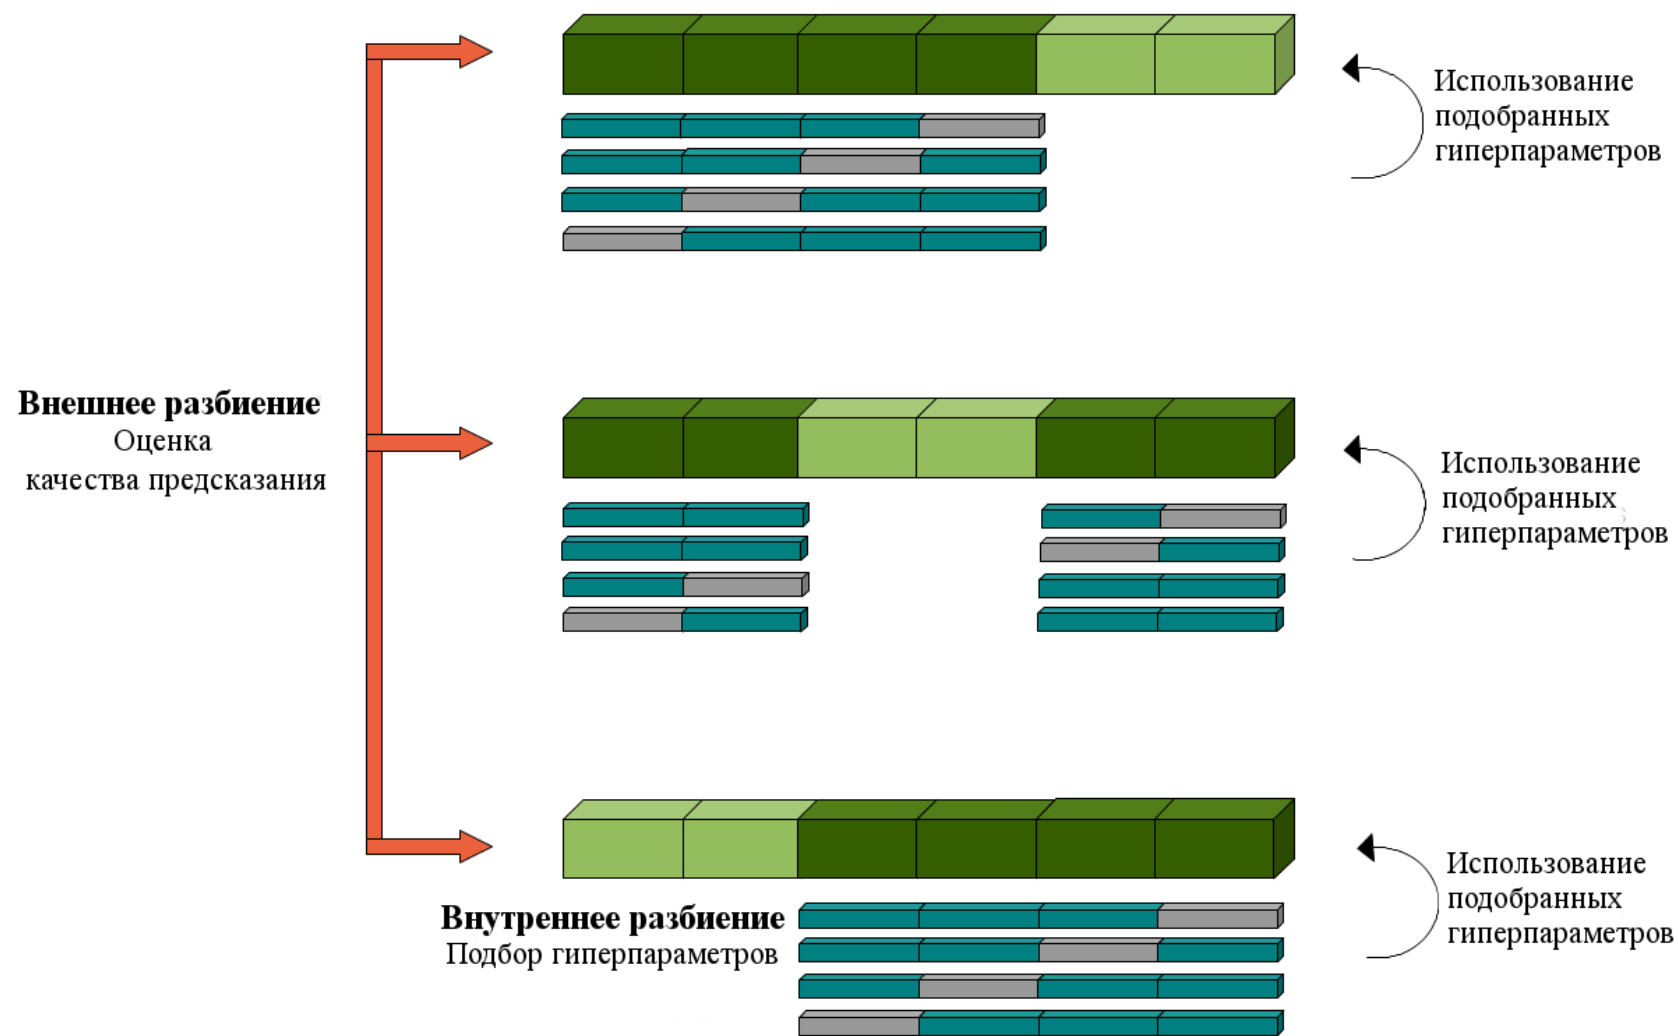 Использование
подобранных
гиперпараметров
Внешнее разбиение
Оценка
качества предсказания
Использование
подобранных
гиперпараметров
Внутреннее разбиение
Подбор гиперпараметров
Использование
подобранных
гиперпараметров